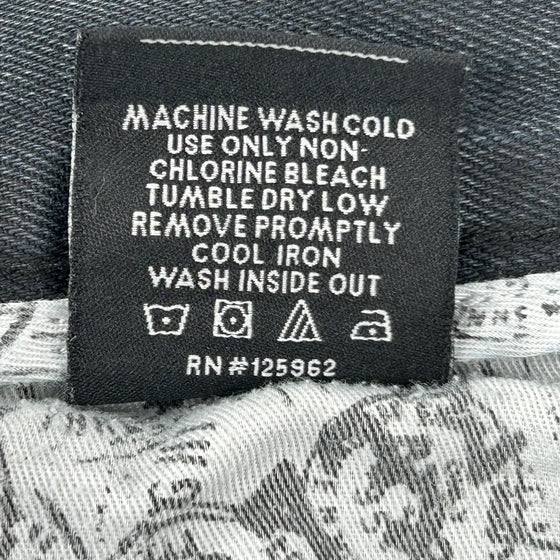 MACHINE WASH COLD
USE ONLY NON-
CHLORINE BLEACH
TUMBLE DRY LOW
REMOVE PROMPTLY
COOL IRON
WASH INSIDE OUT
RN #125962